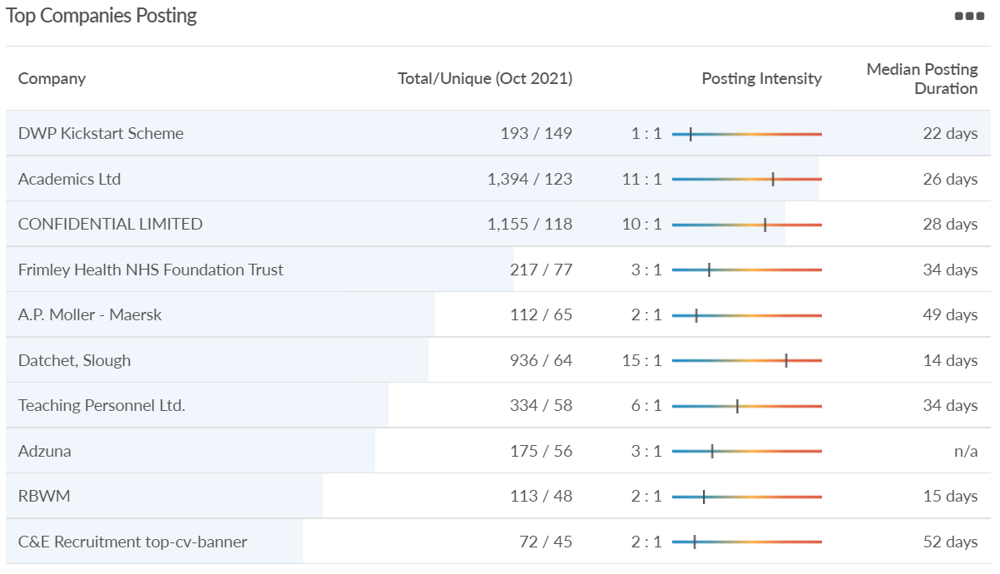 Top Companies Posting
Company Total/Unique (Oct 2021) Posting Intensity Median Posting Duration
DWP Kickstart Scheme 193 / 149 1 : 1 22 days
Academics Ltd 1,394 / 123 11 : 1 26 days
CONFIDENTIAL LIMITED 1,155 / 118 10 : 1 28 days
Frimley Health NHS Foundation Trust 217 / 77 3 : 1 34 days
A.P. Moller - Maersk 112 / 65 2 : 1 49 days
Datchet, Slough 936 / 64 15 : 1 14 days
Teaching Personnel Ltd. 334 / 58 6 : 1 34 days
Adzuna 175 / 56 3 : 1 n/a
RBWM 113 / 48 2 : 1 15 days
C&E Recruitment top-cv-banner 72 / 45 2 : 1 52 days